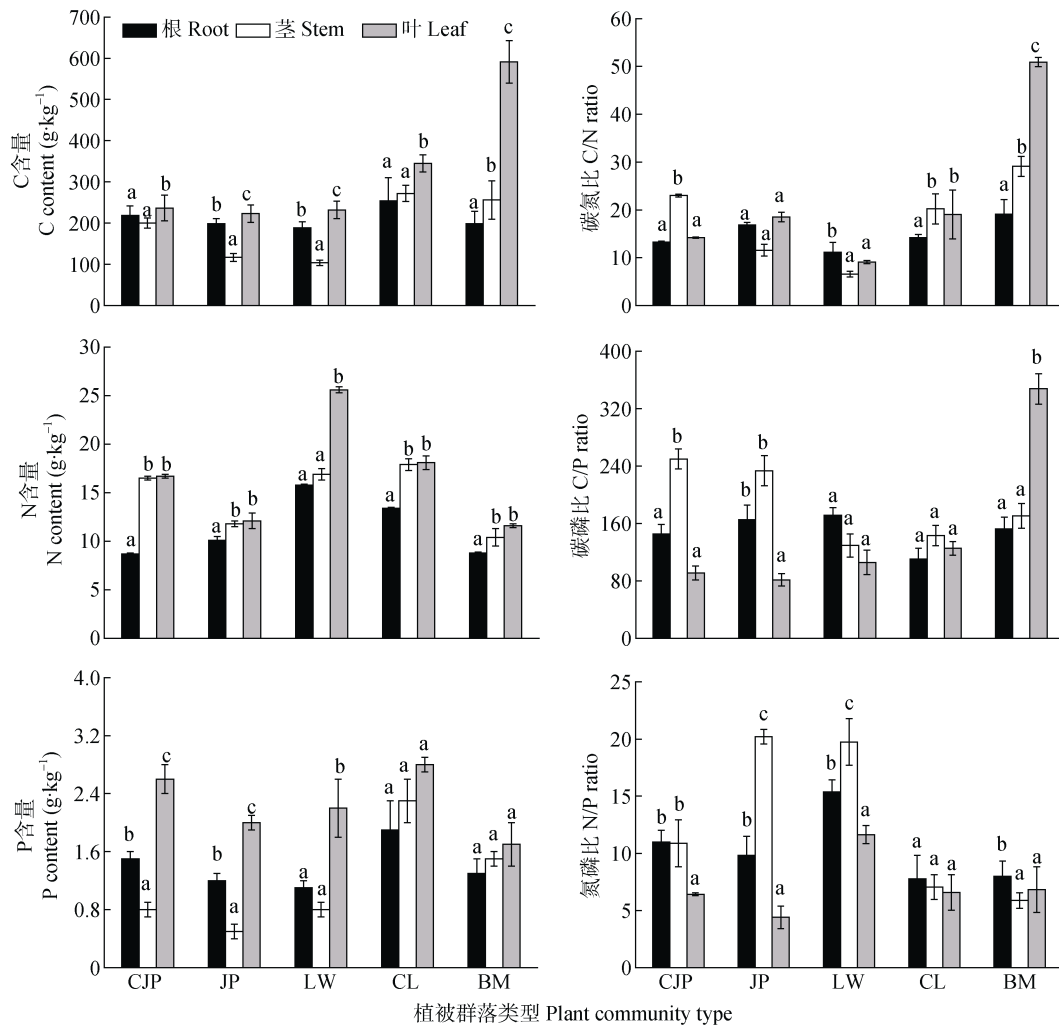 700
600
500
400
300
200
100
0
C含量
C content (g·kg⁻¹)
根 Root
茎 Stem
叶 Leaf
a a b
b a c
b a c
a a b
a b c
60
50
40
30
20
10
0
碳氮比 C/N ratio
a b a
a a a
b a a
a b b
a b c
30
25
20
15
10
5
0
N含量
N content (g·kg⁻¹)
a b b
a b b
a a b
a b b
a b b
400
320
240
160
80
0
碳磷比 C/P ratio
a b a
b b a
a a a
a a a
a a b
4.0
3.2
2.4
1.6
0.8
0
P含量
P content (g·kg⁻¹)
b a c
b a c
a a b
a a a
a a a
CJP JP LW CL BM
25
20
15
10
5
0
氮磷比 N/P ratio
b b a
b c a
b c a
a a a
b a a
CJP JP LW CL BM
植被群落类型 Plant community type